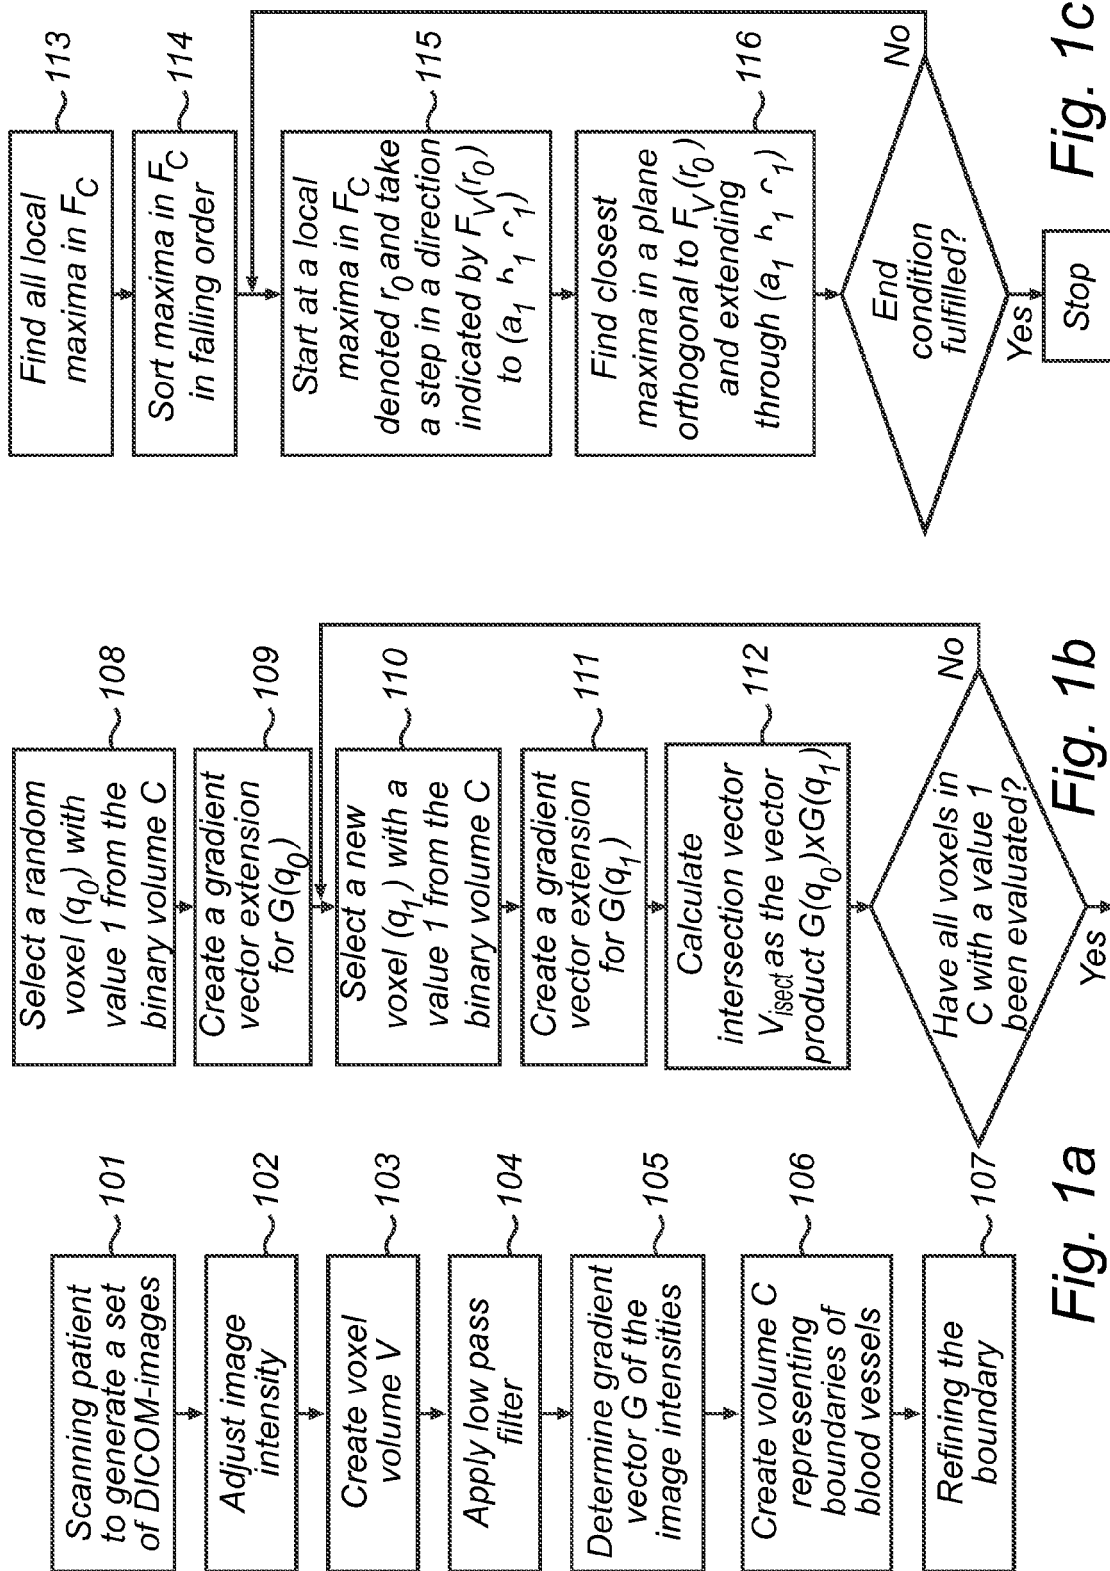 Scanning patient
to generate a set
of DICOM-images
101
Adjust image
intensity
102
Create voxel
volume V
103
Apply low pass
filter
104
Determine gradient
vector G of the
image intensities
105
Create volume C
representing
boundaries of
blood vessels
106
Refining the
boundary
107
Fig. 1a
Select a random
voxel (q0) with
value 1 from the
binary volume C
108
Create a gradient
vector extension
for G(q0)
109
Select a new
voxel (q1) with a
value 1 from the
binary volume C
110
Create a gradient
vector extension
for G(q1)
111
Calculate
intersection vector
Visect as the vector
product G(q0)xG(q1)
112
Have all voxels in
C with a value 1
been evaluated?
No
Yes
Fig. 1b
Find all local
maxima in FC
113
Sort maxima in FC
in falling order
114
Start at a local
maxima in FC
denoted r0 and take
a step in a direction
indicated by FV(r0)
to (a1
115
Find closest
maxima in a plane
orthogonal to FV(r0)
and extending
through (a1
116
End
condition
fulfilled?
No
Yes
Stop
Fig. 1c